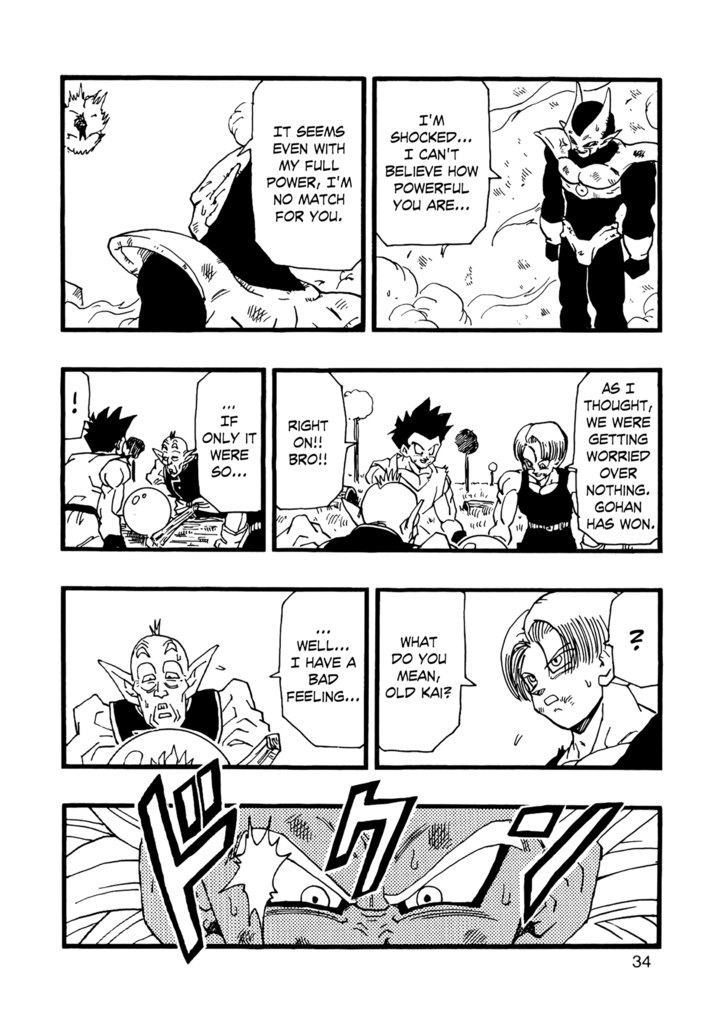 I'M
SHOCKED...
I CAN'T
BELIEVE HOW
POWERFUL
YOU ARE...
IT SEEMS
EVEN WITH
MY FULL
POWER, I'M
NO MATCH
FOR YOU.
AS I
THOUGHT,
WE WERE
GETTING
WORRIED
OVER
NOTHING.
GOHAN
HAS WON.
RIGHT
ON!!
BRO!!
...
IF
ONLY IT
WERE
SO...
!
?
WHAT
DO YOU
MEAN,
OLD KAI?
...
WELL...
I HAVE A
BAD
FEELING...
ドクン
34